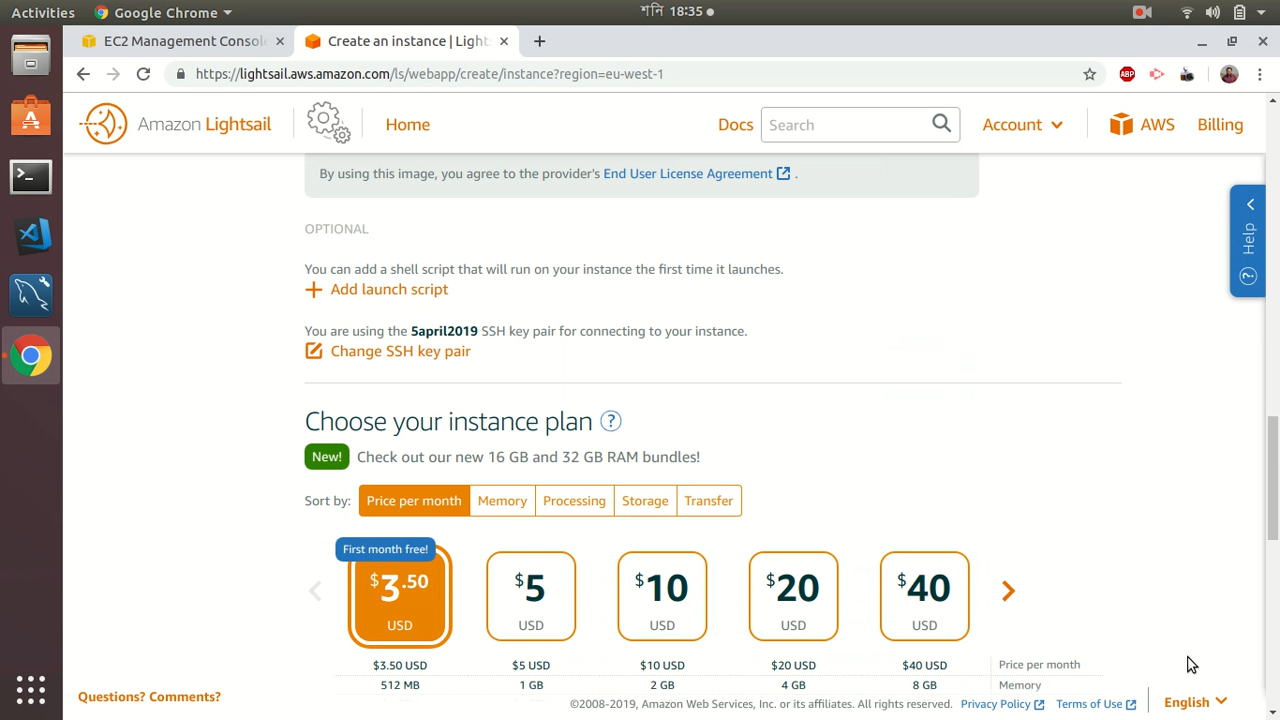 Activities Google Chrome শনি 18:35
EC2 Management Consol Create an instance | Lights
https://lightsail.aws.amazon.com/ls/webapp/create/instance?region=eu-west-1 ABP
Amazon Lightsail Home Docs Search Account AWS Billing
By using this image, you agree to the provider's End User License Agreement .
Help
OPTIONAL
You can add a shell script that will run on your instance the first time it launches.
+ Add launch script
You are using the 5april2019 SSH key pair for connecting to your instance.
Change SSH key pair
Choose your instance plan ?
New! Check out our new 16 GB and 32 GB RAM bundles!
Sort by: Price per month Memory Processing Storage Transfer
First month free!
$3.50 $5 $10 $20 $40
USD USD USD USD USD
$3.50 USD $5 USD $10 USD $20 USD $40 USD Price per month
512 MB 1 GB 2 GB 4 GB 8 GB Memory
Questions? Comments? ©2008-2019, Amazon Web Services, Inc. or its affiliates. All rights reserved. Privacy Policy Terms of Use English